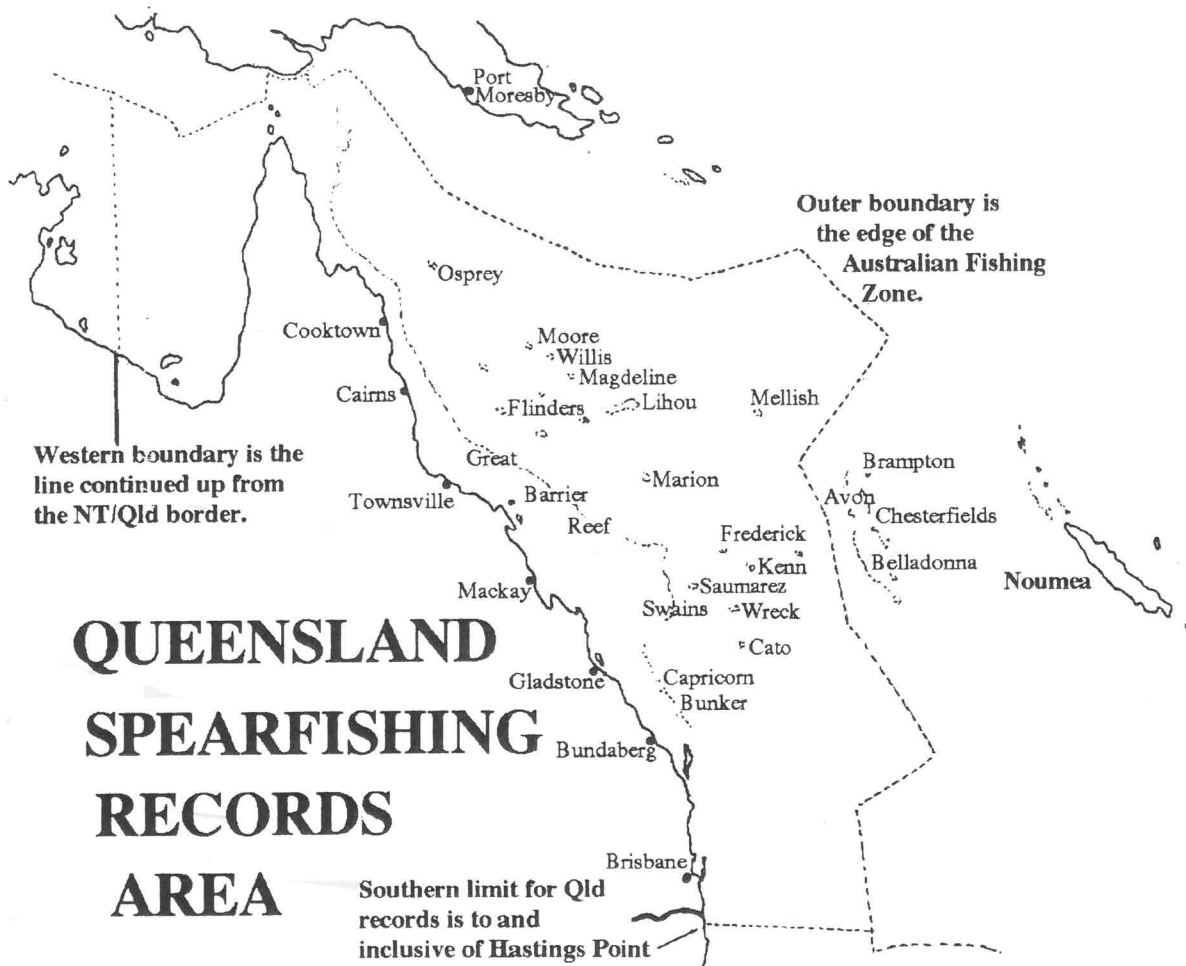 Port
Moresby
Outer boundary is
the edge of the
Australian Fishing
Zone.
Osprey
Cooktown
Moore
Willis
Magdeline
Cairns
Flinders
Lihou
Mellish
Western boundary is the
line continued up from
the NT/Qld border.
Great
Barrier
Reef
Townsville
Marion
Brampton
Avon
Chesterfields
Belladonna
Noumea
Frederick
Kenn
Saumarez
Swains
Wreck
Cato
Mackay
Gladstone
Capricorn
Bunker
Bundaberg
Brisbane
QUEENSLAND
SPEARFISHING
RECORDS
AREA
Southern limit for Qld
records is to and
inclusive of Hastings Point